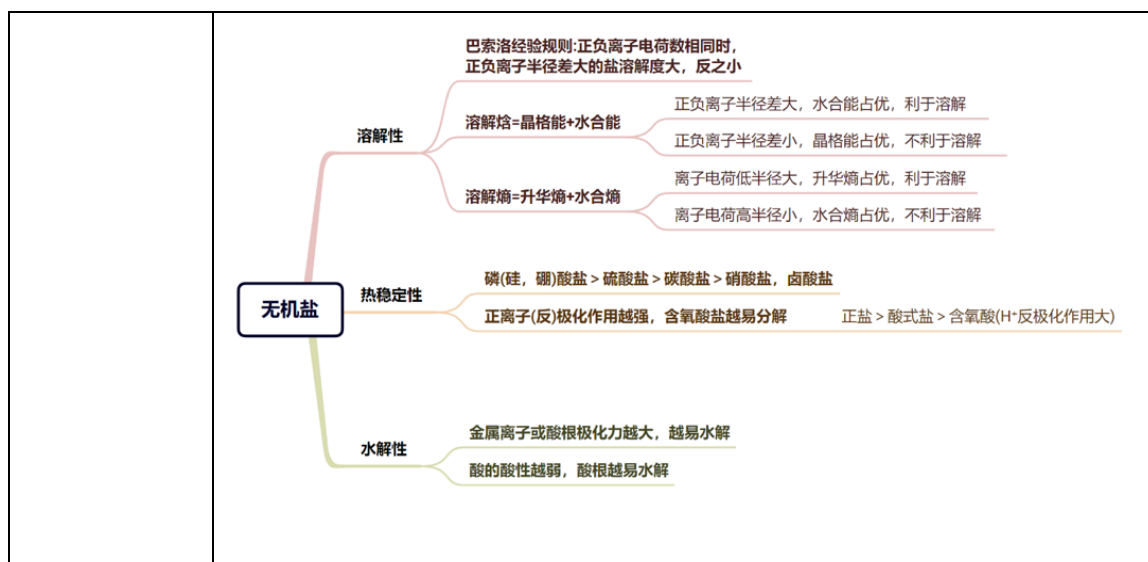 巴索洛经验规则:正负离子电荷数相同时，
正负离子半径差大的盐溶解度大，反之小
溶解性
溶解焓=晶格能+水合能
正负离子半径差大，水合能占优，利于溶解
正负离子半径差小，晶格能占优，不利于溶解
溶解熵=升华熵+水合熵
离子电荷低半径大，升华熵占优，利于溶解
离子电荷高半径小，水合熵占优，不利于溶解
无机盐
热稳定性
磷(硅，硼)酸盐 > 硫酸盐 > 碳酸盐 > 硝酸盐，卤酸盐
正离子(反)极化作用越强，含氧酸盐越易分解
正盐 > 酸式盐 > 含氧酸(H⁺反极化作用大)
水解性
金属离子或酸根极化力越大，越易水解
酸的酸性越弱，酸根越易水解